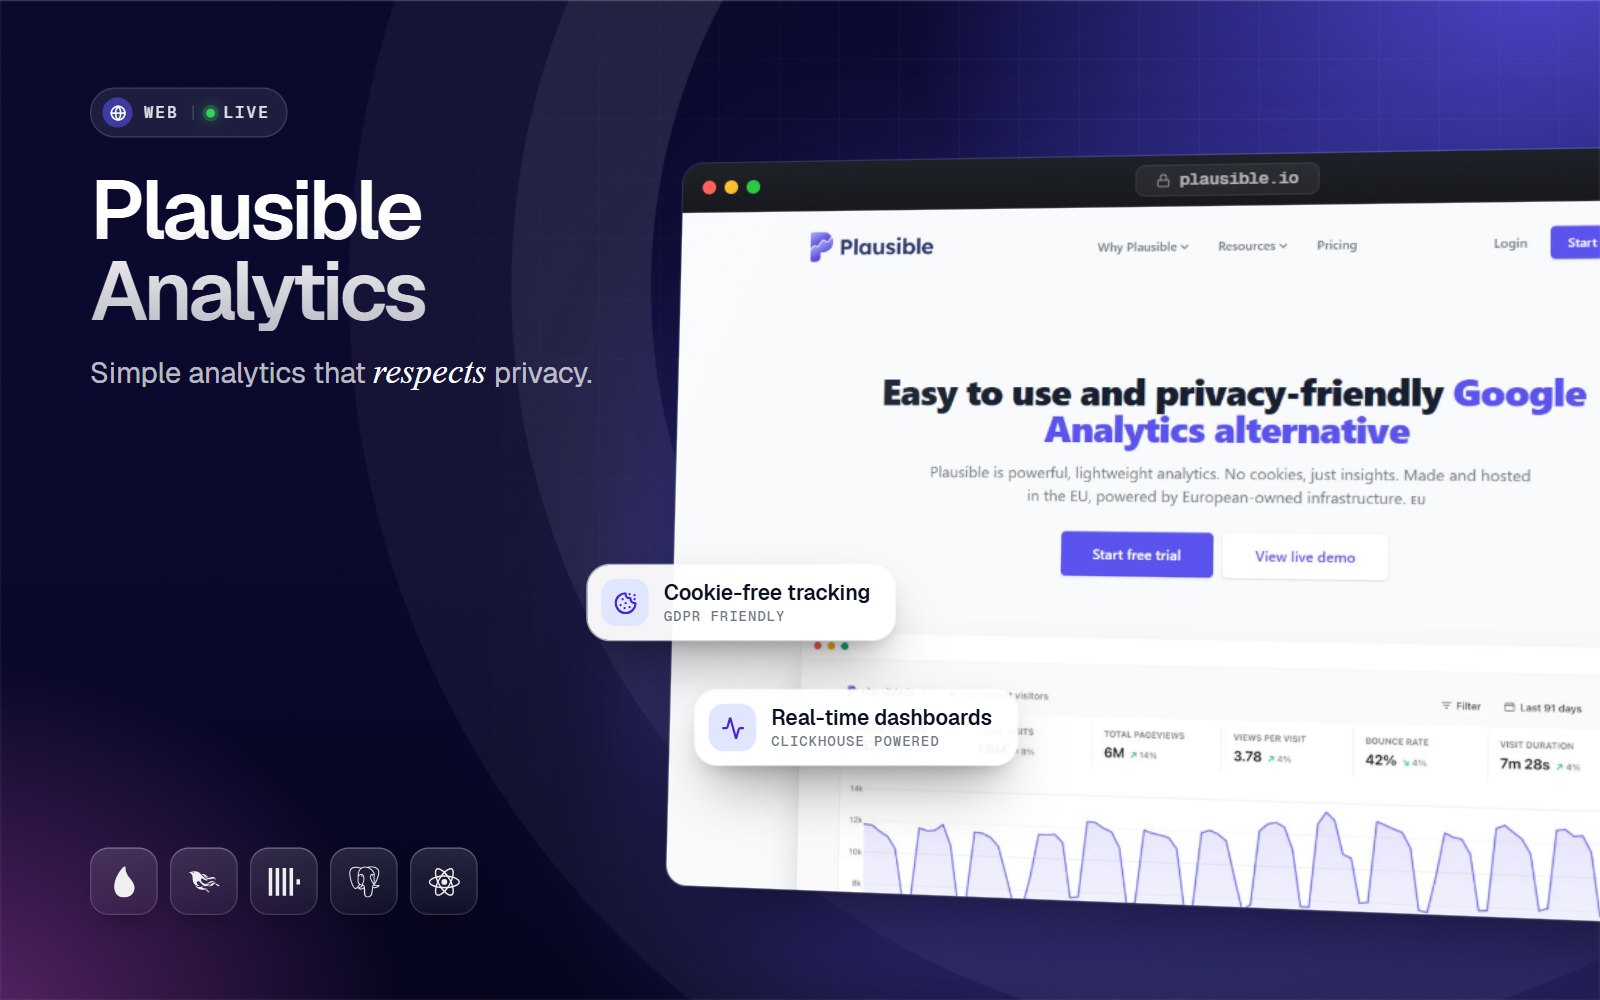 WEB | LIVE
Plausible
Analytics
Simple analytics that respects privacy.
plausible.io
Plausible
Why Plausible
Resources
Pricing
Login
Start
Easy to use and privacy-friendly Google
Analytics alternative
Plausible is powerful, lightweight analytics. No cookies, just insights. Made and hosted
in the EU, powered by European-owned infrastructure. EU
Start free trial
View live demo
Cookie-free tracking
GDPR FRIENDLY
visitors
Filter
Last 91 days
Real-time dashboards
CLICKHOUSE POWERED
8%
TOTAL PAGEVIEWS
6M 14%
VIEWS PER VISIT
3.78 4%
BOUNCE RATE
42% 4%
VISIT DURATION
7m 28s 4%
14k
12k
10k
8k